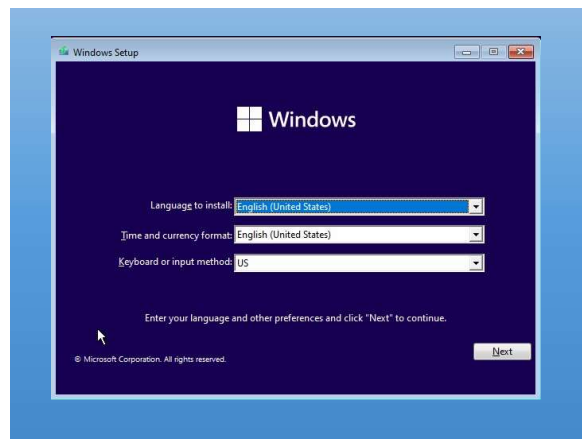 Windows Setup
Windows
Language to install: English (United States)
Time and currency format: English (United States)
Keyboard or input method: US
Enter your language and other preferences and click "Next" to continue.
Next
© Microsoft Corporation. All rights reserved.